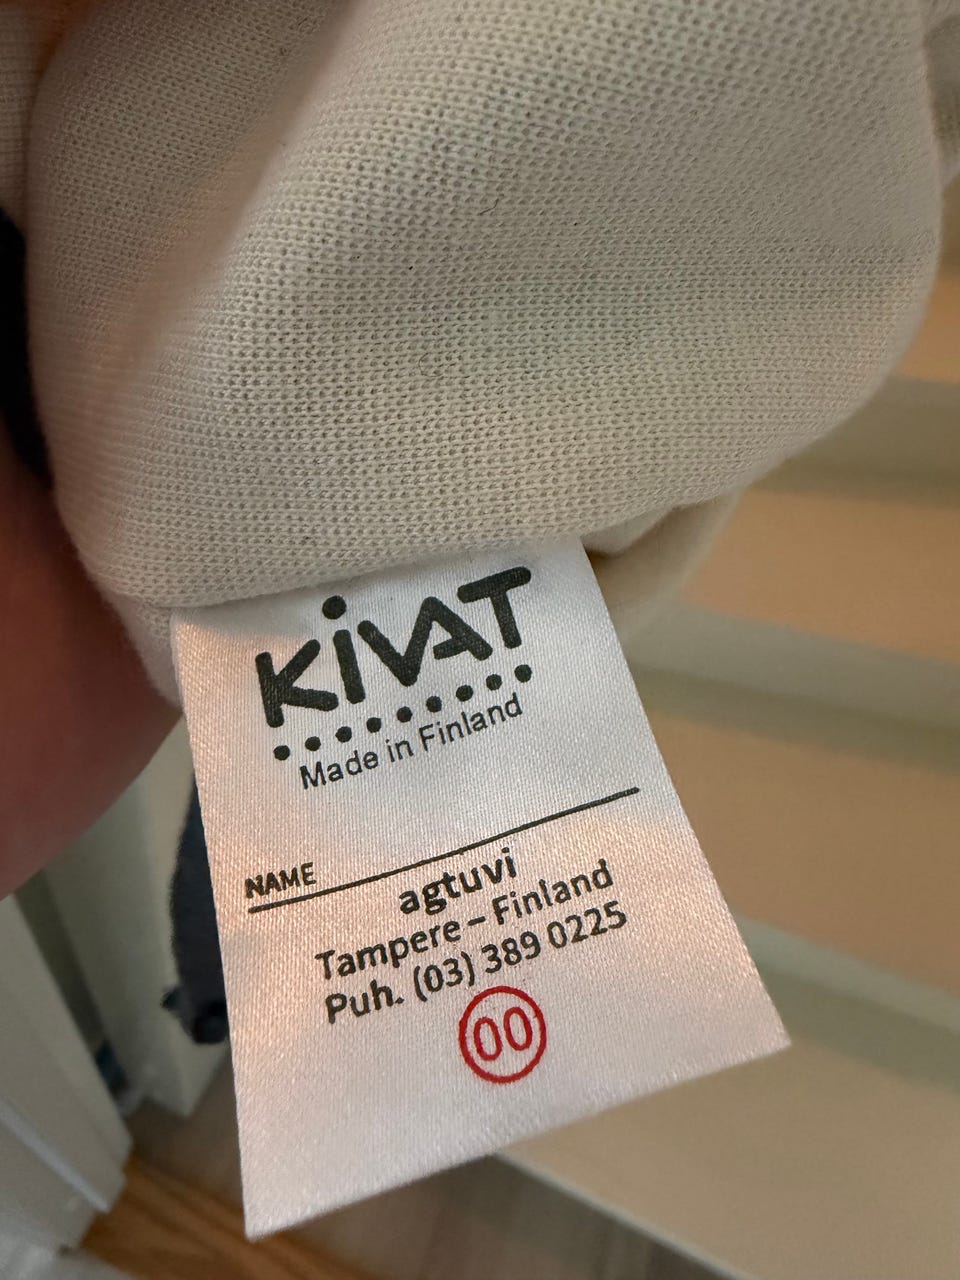 KiVAT
Made in Finland
NAME
agtuvi
Tampere – Finland
Puh. (03) 389 0225
00